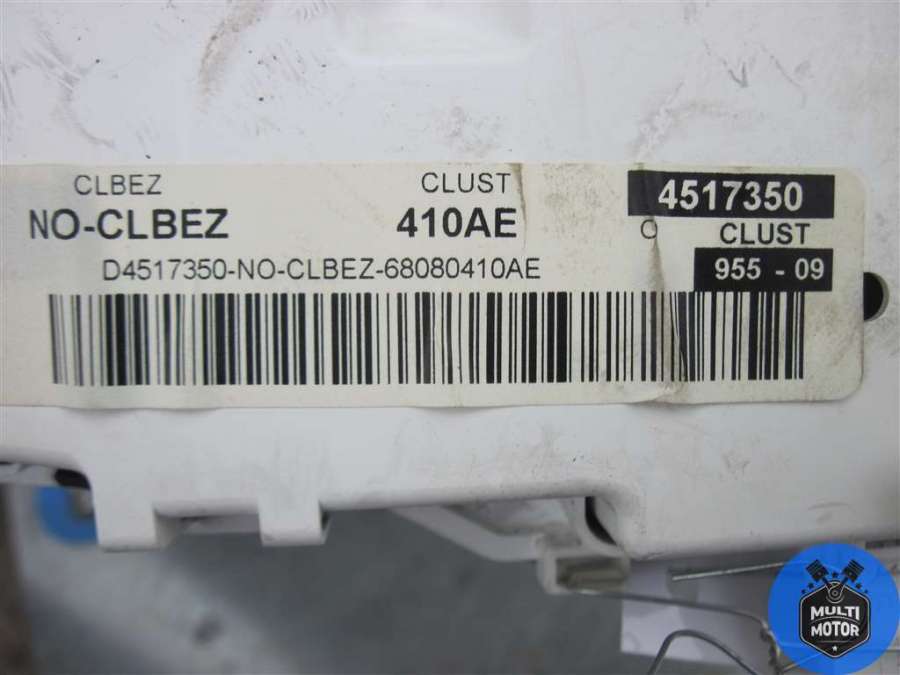 CLBEZ
NO-CLBEZ
CLUST
410AE
4517350
CLUST
955 - 09
D4517350-NO-CLBEZ-68080410AE
MULTI
MOTOR